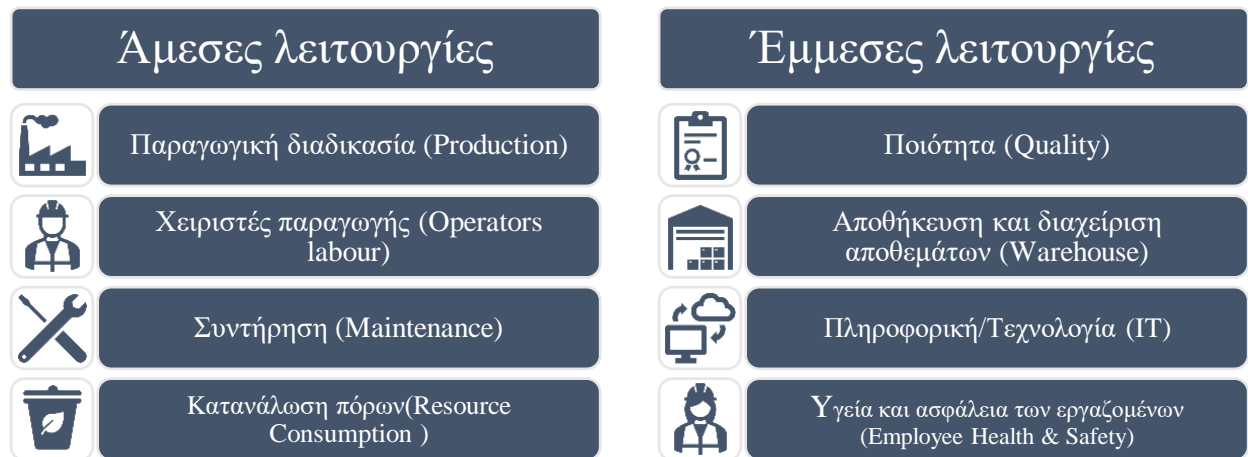 Άμεσες λειτουργίες
Παραγωγική διαδικασία (Production)
Χειριστές παραγωγής (Operators
labour)
Συντήρηση (Maintenance)
Κατανάλωση πόρων(Resource
Consumption )
Έμμεσες λειτουργίες
Ποιότητα (Quality)
Αποθήκευση και διαχείριση
αποθεμάτων (Warehouse)
Πληροφορική/Τεχνολογία (IT)
Υγεία και ασφάλεια των εργαζομένων
(Employee Health & Safety)